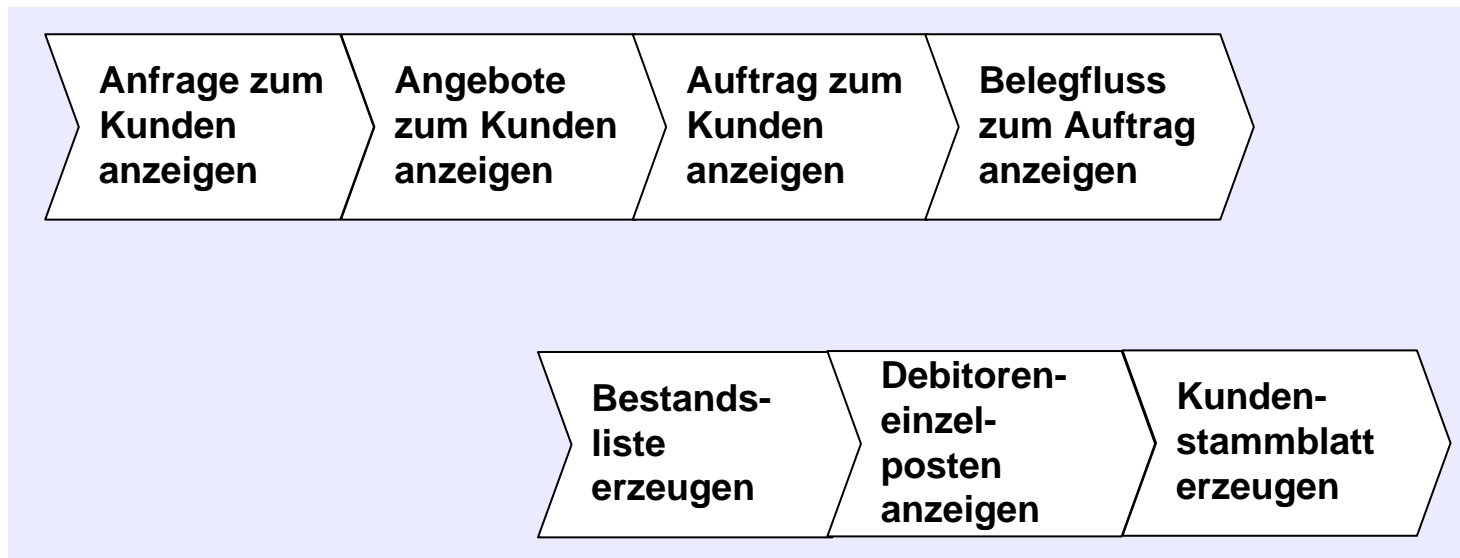 Anfrage zum
Kunden
anzeigen
Angebote
zum Kunden
anzeigen
Auftrag zum
Kunden
anzeigen
Belegfluss
zum Auftrag
anzeigen
Bestands-
liste
erzeugen
Debitoren-
einzel-
posten
anzeigen
Kunden-
stammblatt
erzeugen